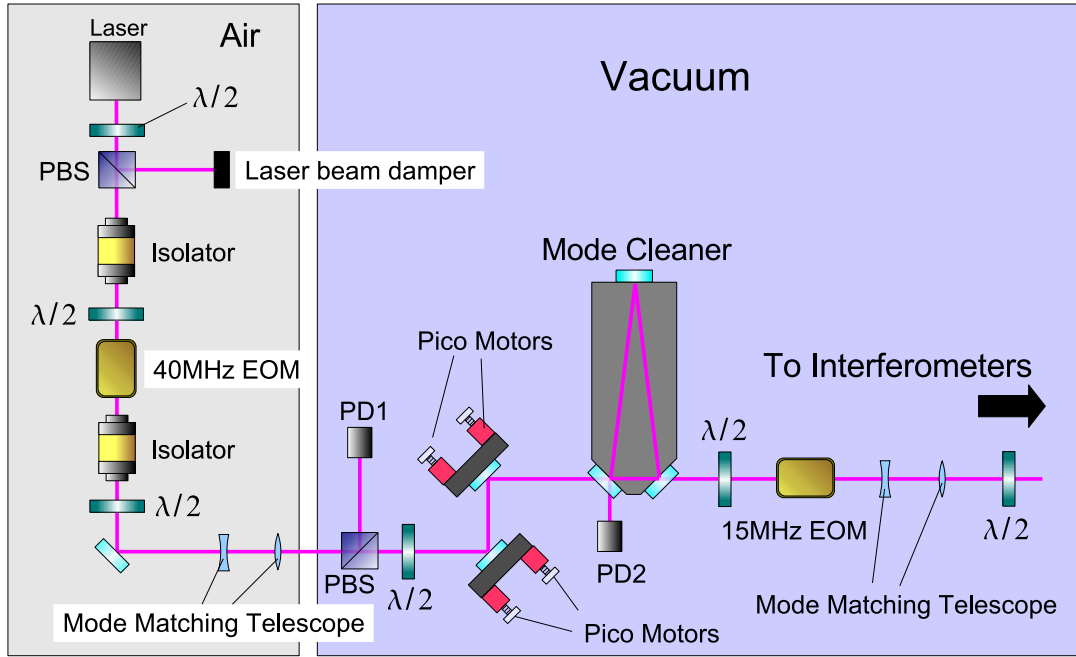 Laser
Air
Vacuum
λ/2
PBS
Laser beam damper
Isolator
Mode Cleaner
λ/2
Pico Motors
40MHz EOM
To Interferometers
PD1
λ/2
Isolator
λ/2
15MHz EOM
λ/2
PBS
λ/2
PD2
Mode Matching Telescope
Pico Motors
Mode Matching Telescope